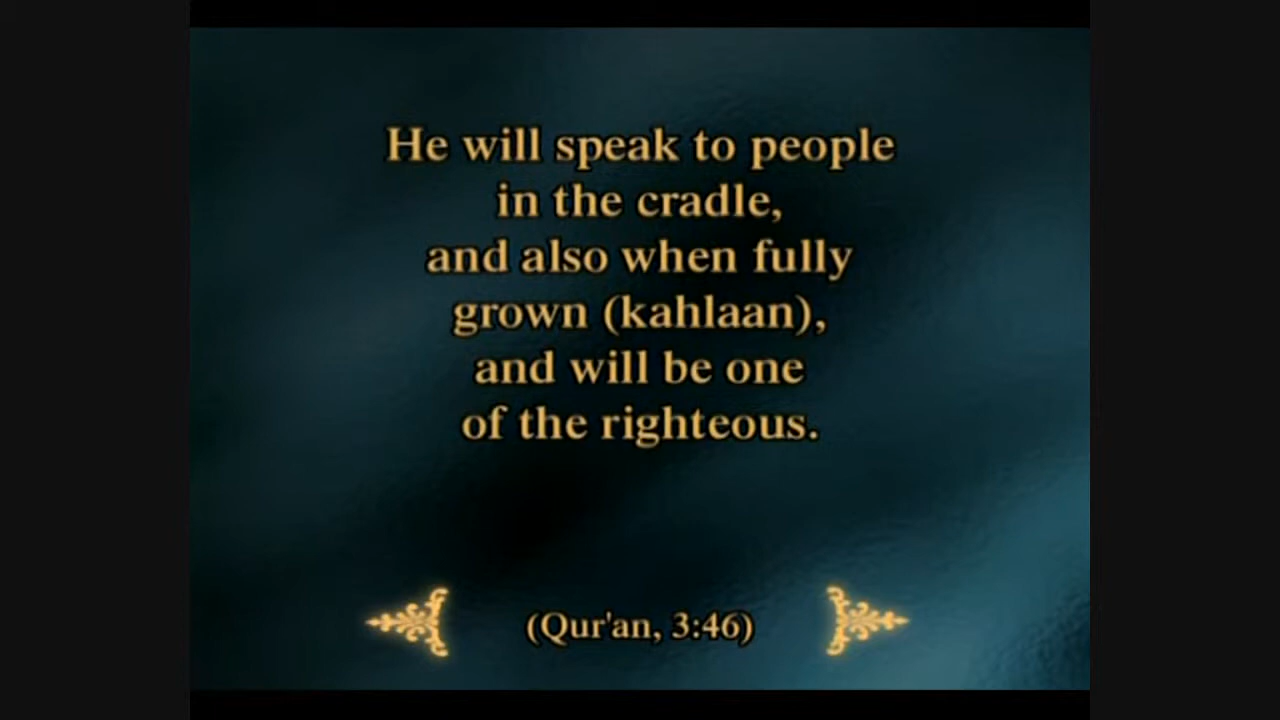 He will speak to people
in the cradle,
and also when fully
grown (kahlaan),
and will be one
of the righteous.
(Qur'an, 3:46)